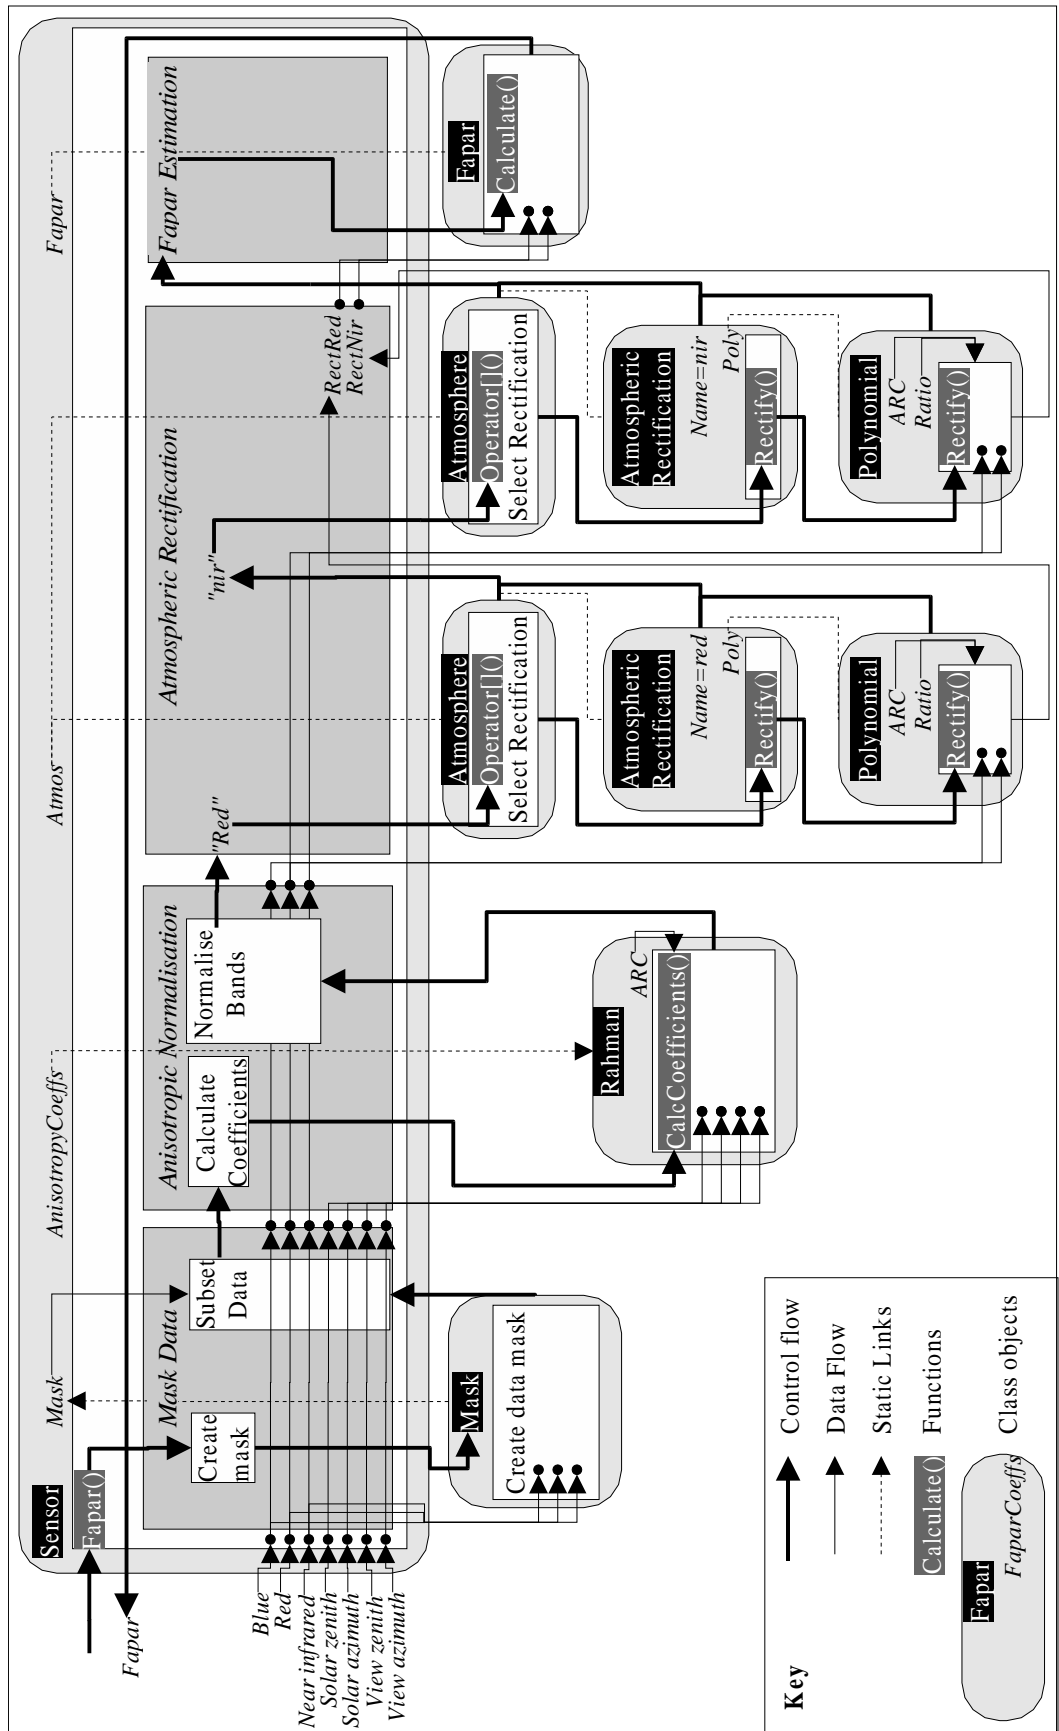 Sensor
Fapar()
Fapar
Blue
Red
Near infrared
Solar zenith
Solar azimuth
View zenith
View azimuth
Mask
Mask Data
Create
mask
Subset
Data
Mask
Create data mask
AnisotropyCoeffs
Anisotropic Normalisation
Calculate
Coefficients
Normalise
Bands
Rahman
ARC
CalcCoefficients()
Atmos
Atmospheric Rectification
"Red"
"nir"
RectRed
RectNir
Atmosphere
Operator[]()
Select Rectification
Atmospheric
Rectification
Name=red
Poly
Rectify()
Polynomial
ARC
Ratio
Rectify()
Atmosphere
Operator[]()
Select Rectification
Atmospheric
Rectification
Name=nir
Poly
Rectify()
Polynomial
ARC
Ratio
Rectify()
Fapar
Fapar Estimation
Fapar
Calculate()
Key
Control flow
Data Flow
Static Links
Calculate()
Functions
Fapar
FaparCoeffs
Class objects